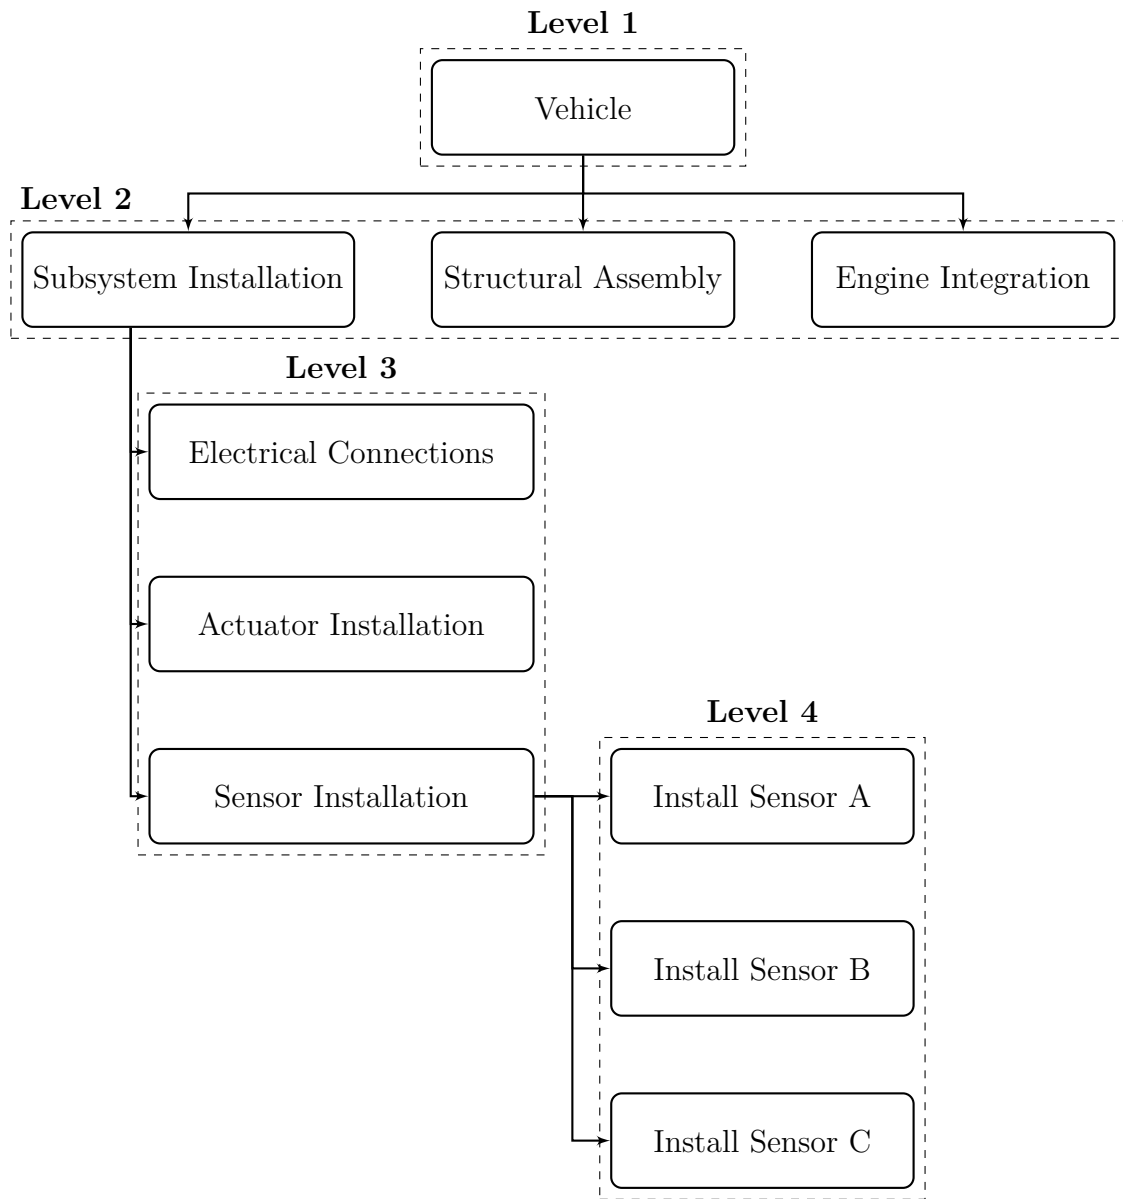 Level 1
Vehicle
Level 2
Subsystem Installation
Structural Assembly
Engine Integration
Level 3
Electrical Connections
Actuator Installation
Sensor Installation
Level 4
Install Sensor A
Install Sensor B
Install Sensor C